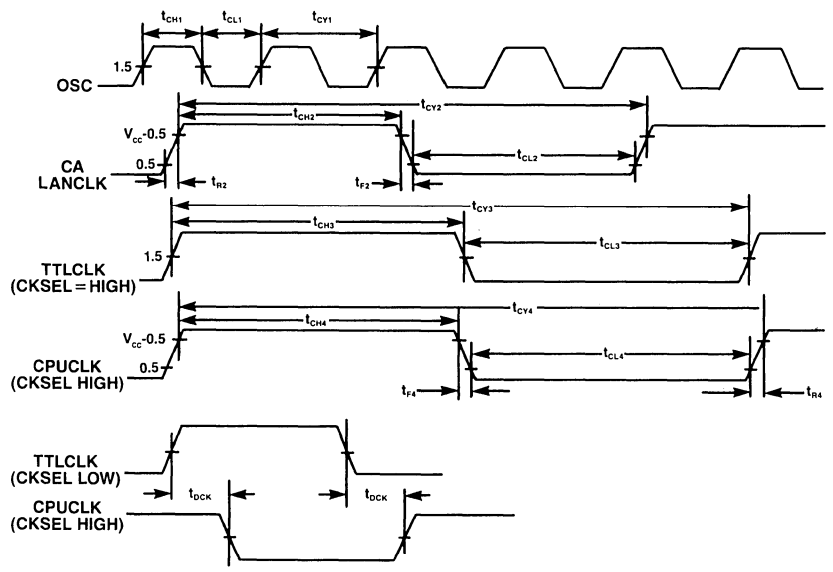 tCH1 tCL1 tCY1
1.5
OSC
tCY2
tCH2
VCC-0.5
tCL2
0.5
CA
LANCLK
tR2 tF2
tCY3
tCH3
1.5
tCL3
TTLCLK
(CKSEL=HIGH)
tCY4
tCH4
VCC-0.5
tCL4
CPUCLK
(CKSEL HIGH)
0.5
tF4 tR4
TTLCLK
(CKSEL LOW)
tDCK tDCK
CPUCLK
(CKSEL HIGH)